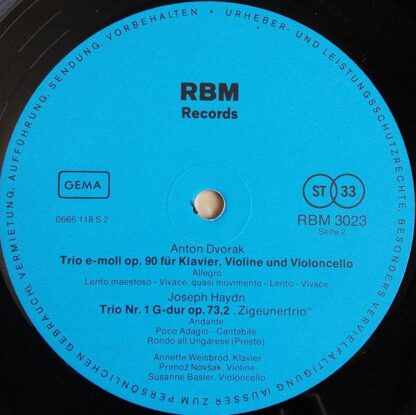 URHEBER- UND LEISTUNGSSCHUTZRECHTE, BESONDERS VERVIELFÄLTIGUNG (AUSSER ZUM PERSÖNLICHEN GEBRAUCH), VERMIETUNG, AUFFÜHRUNG, SENDUNG, VORBEHALTEN •
RBM
Records
GEMA
ST 33
0666 118 S 2
RBM 3023
Seite 2
Anton Dvorak
Trio e-moll op. 90 für Klavier, Violine und Violoncello
Allegro
Lento maestoso - Vivace, quasi movimento - Lento - Vivace
Joseph Haydn
Trio Nr. 1 G-dur op. 73,2 „Zigeunertrio"
Andante
Poco Adagio - Cantabile
Rondo all Ungarese (Presto)
Annette Weisbrod, Klavier
Primož Novšak, Violine
Susanne Basler, Violoncello